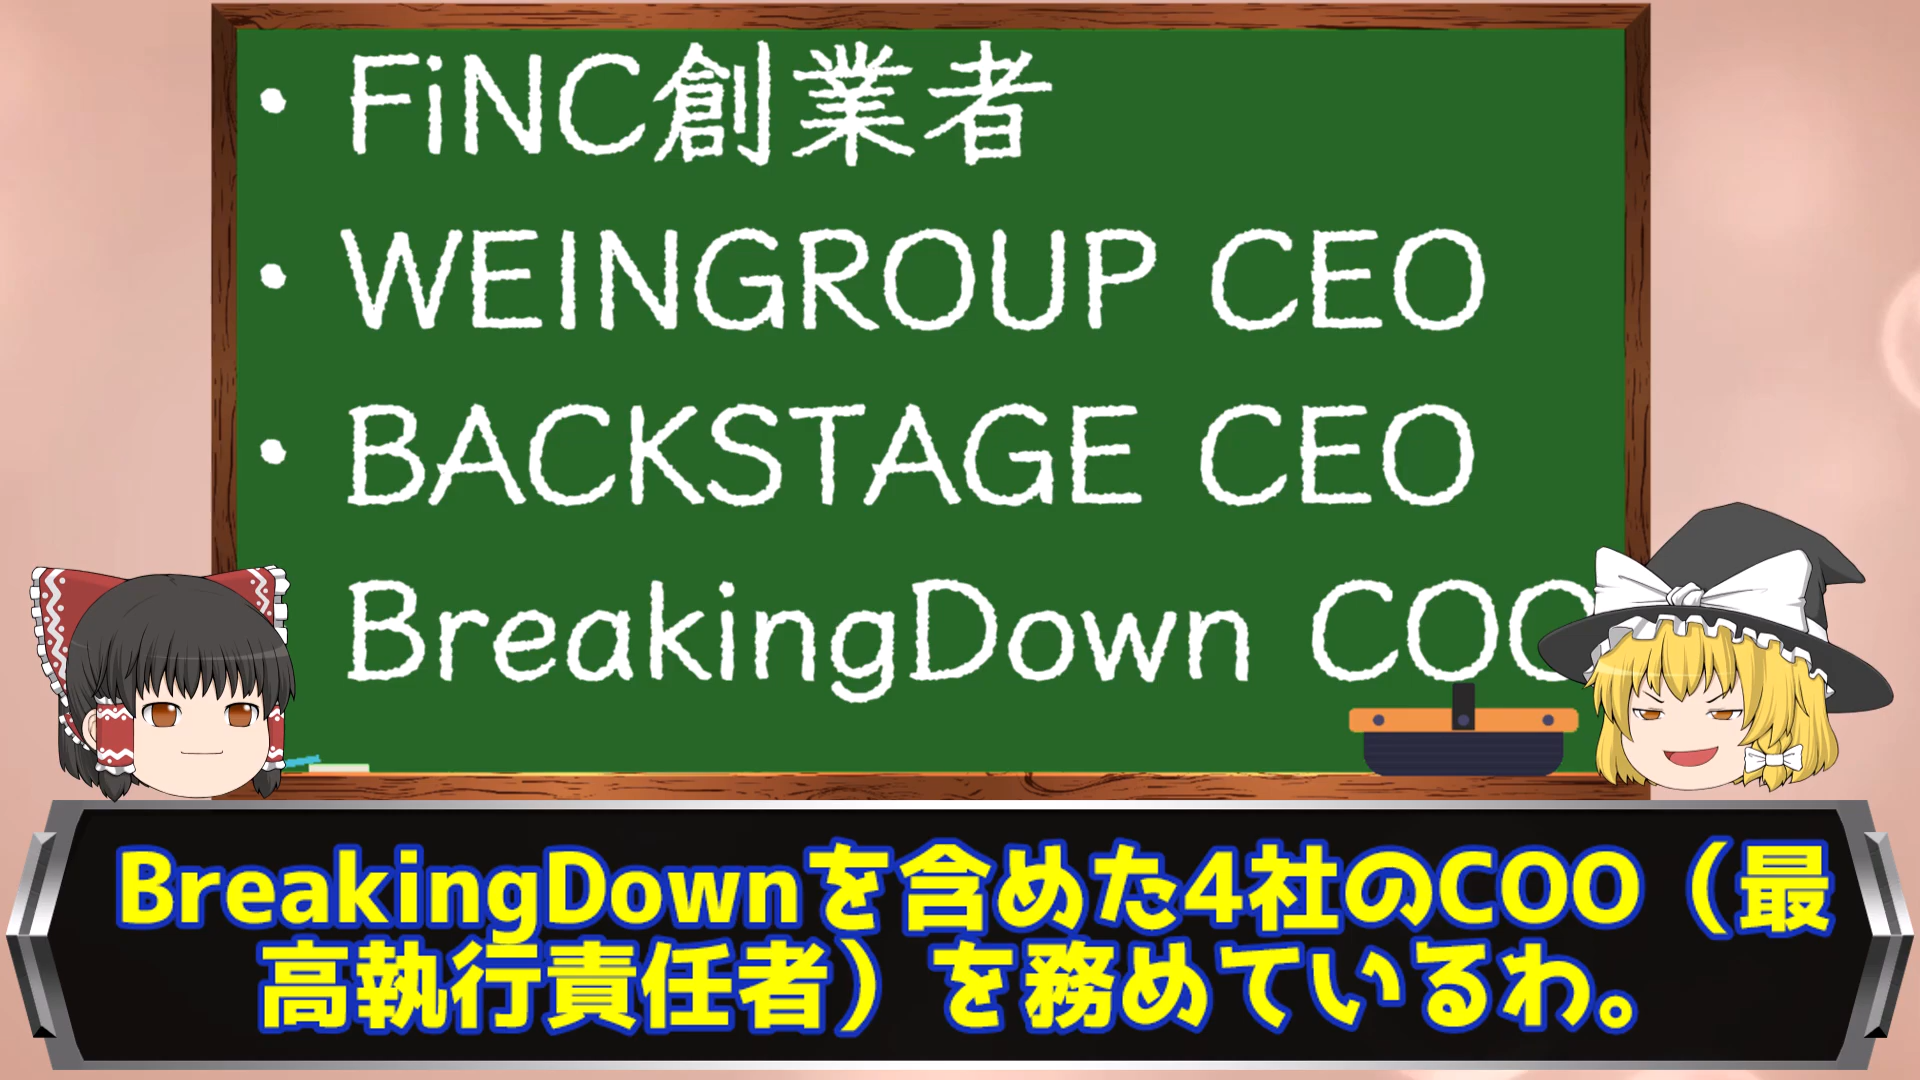 ・ FiNC創業者
・ WEINGROUP CEO
・ BACKSTAGE CEO
BreakingDown COO
BreakingDownを含めた4社のCOO（最
高執行責任者）を務めているわ。